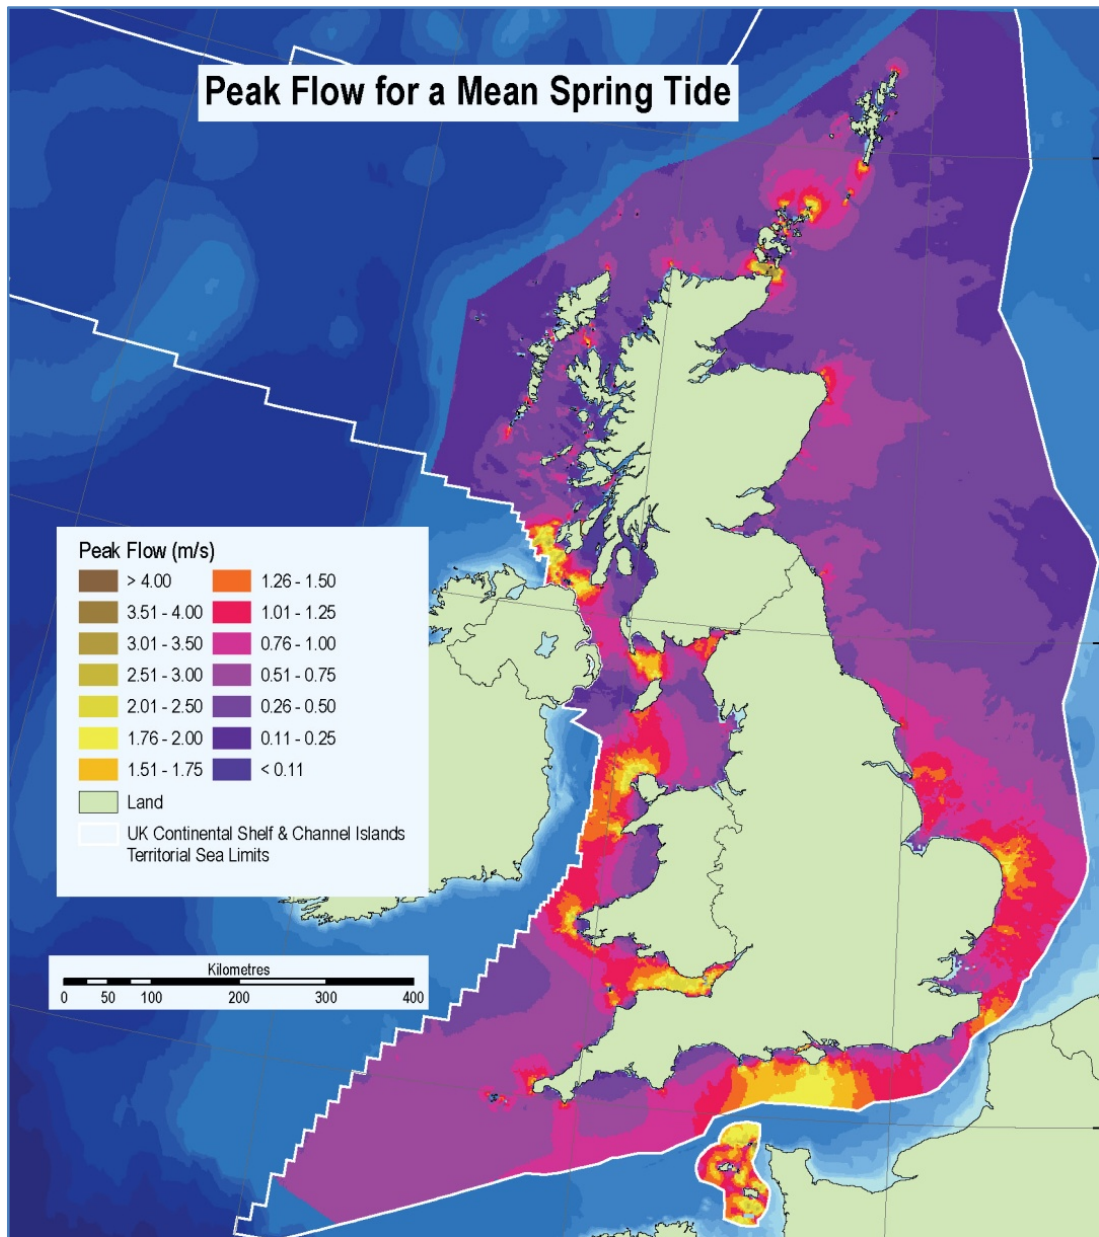 Peak Flow for a Mean Spring Tide
Peak Flow (m/s)
> 4.00
3.51 - 4.00
3.01 - 3.50
2.51 - 3.00
2.01 - 2.50
1.76 - 2.00
1.51 - 1.75
1.26 - 1.50
1.01 - 1.25
0.76 - 1.00
0.51 - 0.75
0.26 - 0.50
0.11 - 0.25
< 0.11
Land
UK Continental Shelf & Channel Islands
Territorial Sea Limits
Kilometres
0 50 100 200 300 400